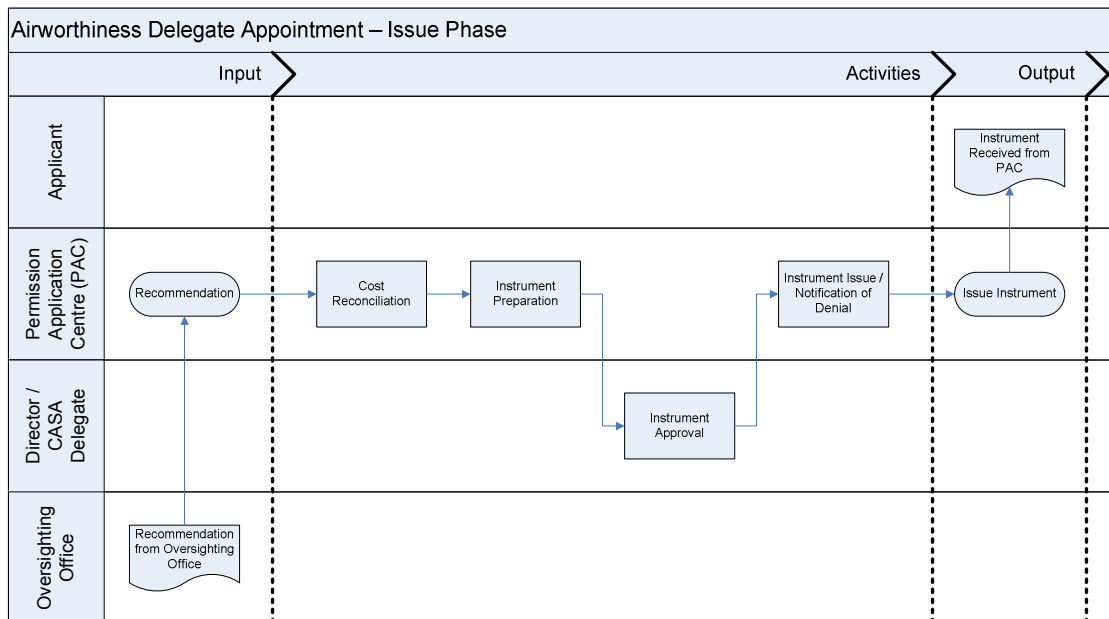 Airworthiness Delegate Appointment – Issue Phase
Input
Activities
Output
Applicant
Instrument
Received from
PAC
Permission
Application
Centre (PAC)
Recommendation
Cost
Reconciliation
Instrument
Preparation
Instrument Issue /
Notification of
Denial
Issue Instrument
Director /
CASA
Delegate
Instrument
Approval
Oversighting
Office
Recommendation
from Oversighting
Office